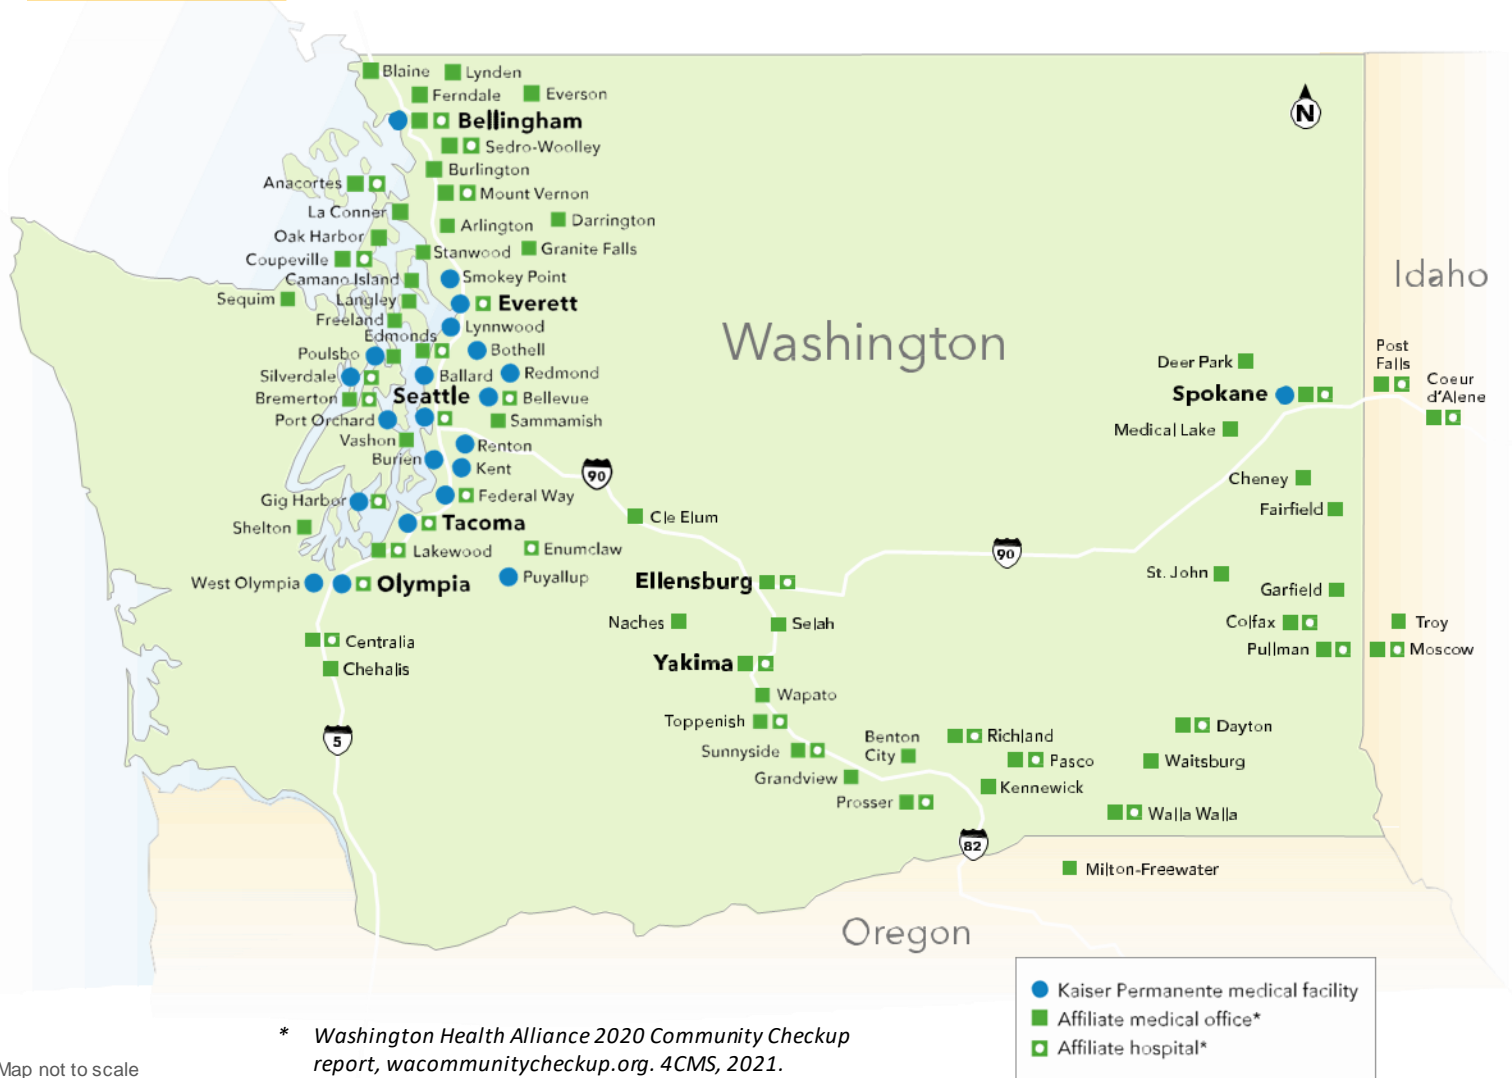 Blaine
Lynden
Ferndale
Everson
Bellingham
N
Sedro-Woolley
Burlington
Anacortes
Mount Vernon
La Conner
Arlington
Darrington
Oak Harbor
Stanwood
Granite Falls
Coupeville
Camano Island
Smokey Point
Idaho
Sequim
Langley
Everett
Freeland
Lynnwood
Edmonds
Washington
Poulsbo
Bothell
Post
Falls
Deer Park
Silverdale
Ballard
Redmond
Coeur
d'Alene
Bremerton
Seattle
Bellevue
Spokane
Port Orchard
Sammamish
Medical Lake
Vashon
Renton
Burien
Kent
90
Cheney
Gig Harbor
Federal Way
Fairfield
Shelton
Tacoma
Cle Elum
Lakewood
Enumclaw
90
West Olympia
Olympia
Puyallup
Ellensburg
St. John
Garfield
Naches
Selah
Colfax
Troy
Centralia
Pullman
Moscow
Chehalis
Yakima
Wapato
Toppenish
Dayton
5
Benton
City
Richland
Sunnyside
Pasco
Waitsburg
Grandview
Kennewick
Prosser
Walla Walla
82
Milton-Freewater
Oregon
Kaiser Permanente medical facility
Affiliate medical office*
Affiliate hospital*
* Washington Health Alliance 2020 Community Checkup
report, wacommunitycheckup.org. 4CMS, 2021.
Map not to scale